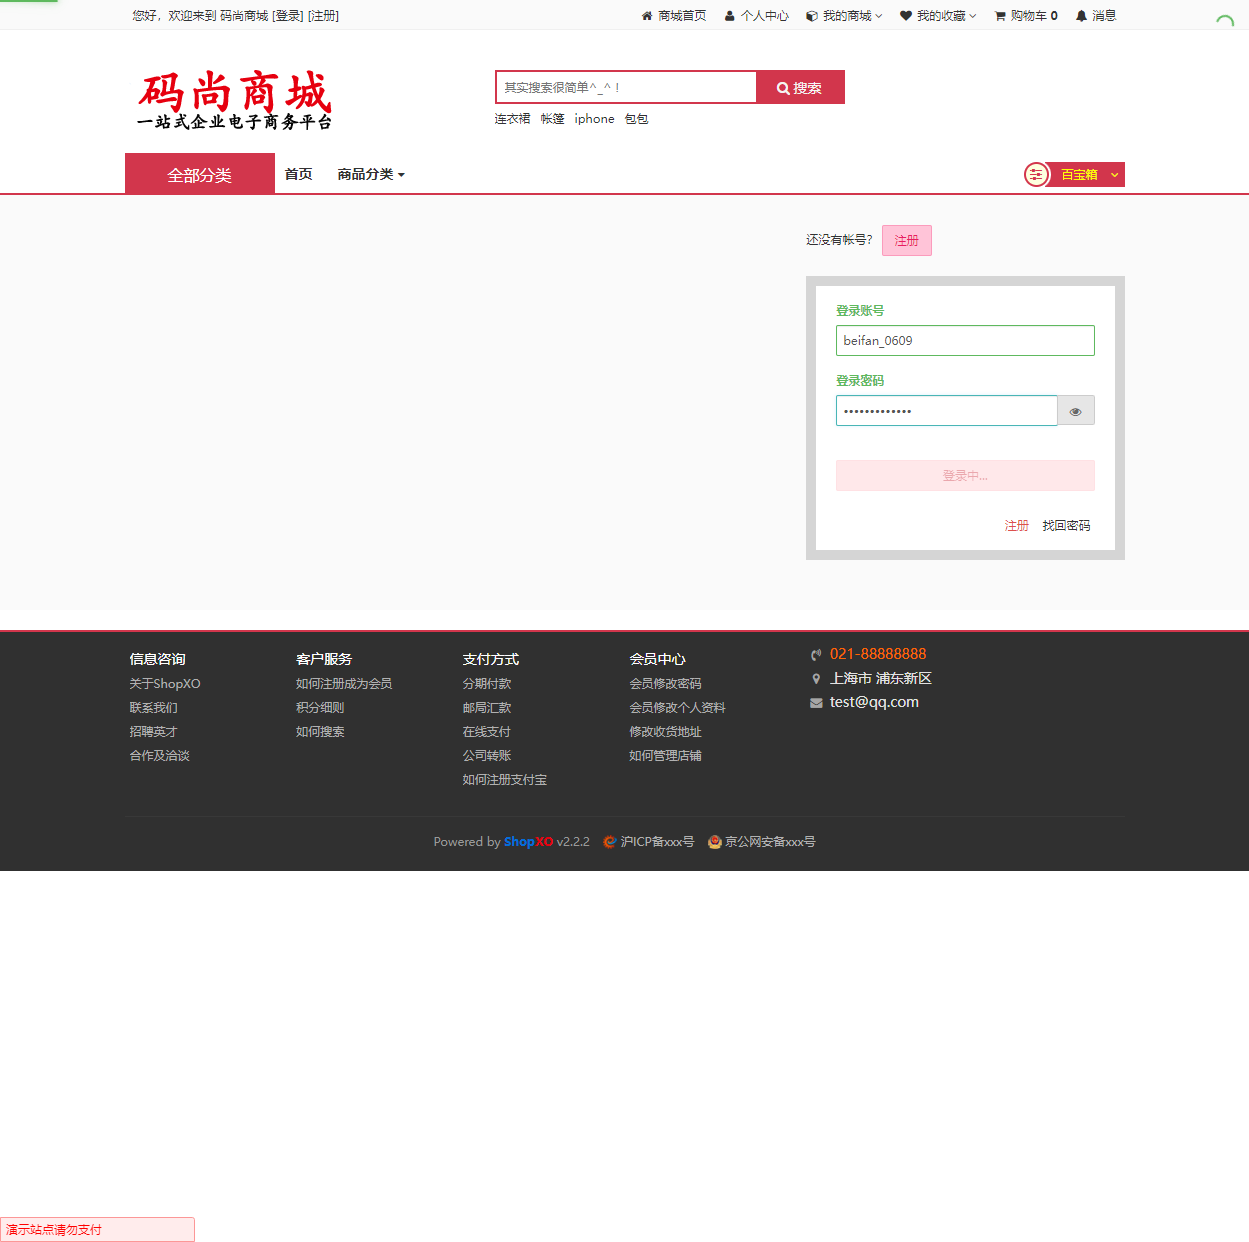 您好，欢迎来到 码尚商城 [登录] [注册]
商城首页 个人中心 我的商城 我的收藏 购物车 0 消息
码尚商城
一站式企业电子商务平台
其实搜索很简单^_^ !
搜索
连衣裙 帐篷 iphone 包包
全部分类 首页 商品分类
百宝箱
还没有帐号？ 注册
登录账号
beifan_0609
登录密码
•••••••••••••
登录中...
注册 找回密码
信息咨询
关于ShopXO
联系我们
招聘英才
合作及洽谈
客户服务
如何注册成为会员
积分细则
如何搜索
支付方式
分期付款
邮局汇款
在线支付
公司转账
如何注册支付宝
会员中心
会员修改密码
会员修改个人资料
修改收货地址
如何管理店铺
021-88888888
上海市 浦东新区
test@qq.com
Powered by ShopXO v2.2.2 沪ICP备xxx号 京公网安备xxx号
演示站点请勿支付